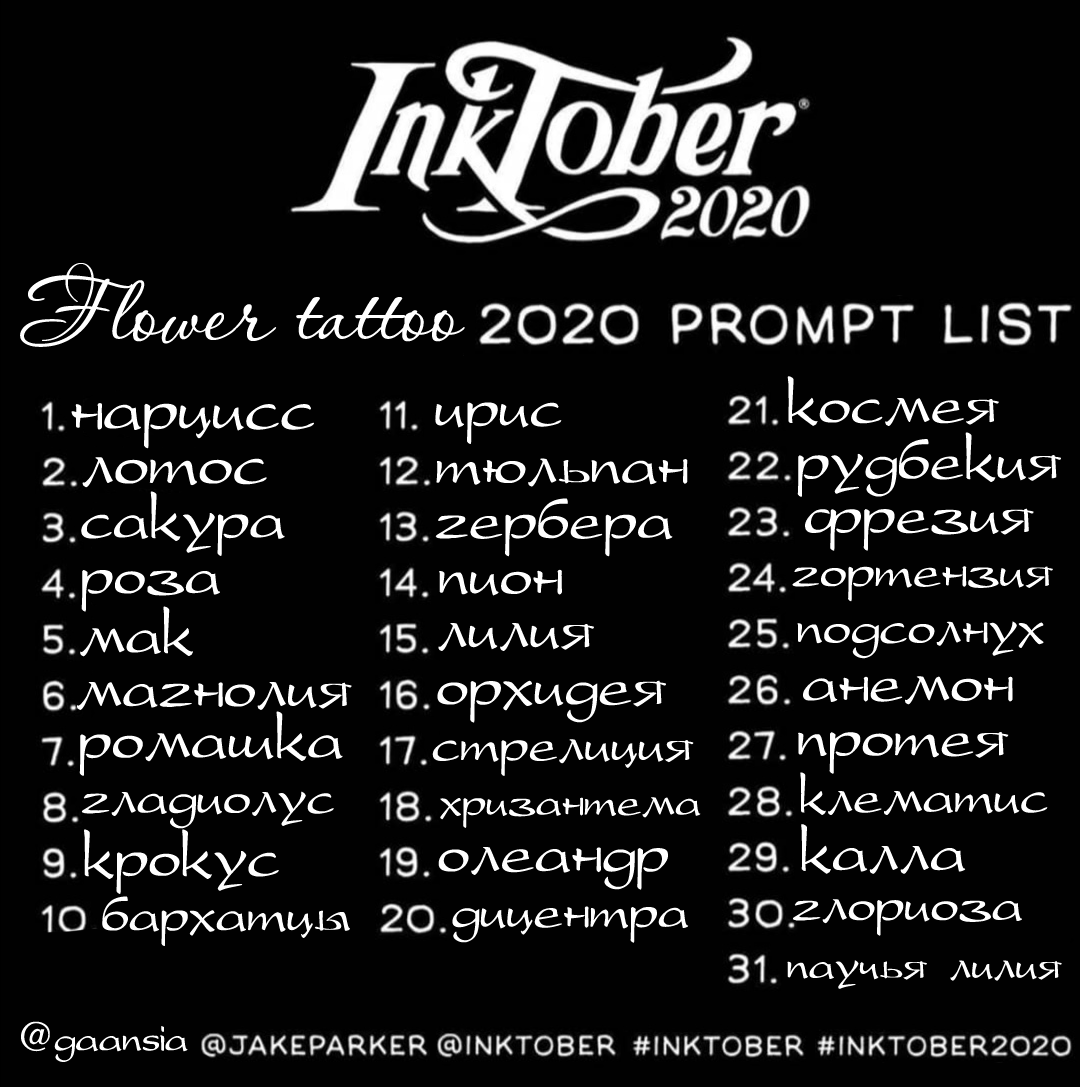 InkTober®
2020
Flower tattoo 2020 PROMPT LIST
1. нарцисс
2. лотос
3. сакура
4. роза
5. мак
6. магнолия
7. ромашка
8. гладиолус
9. крокус
10 бархатцы
11. ирис
12. тюльпан
13. гербера
14. пион
15. лилия
16. орхидея
17. стрелиция
18. хризантема
19. олеандр
20. дицентра
21. космея
22. рудбекия
23. фрезия
24. гортензия
25. подсолнух
26. анемон
27. протея
28. клематис
29. калла
30. глориоза
31. паучья лилия
@gaansia @JAKEPARKER @INKTOBER #INKTOBER #INKTOBER2020